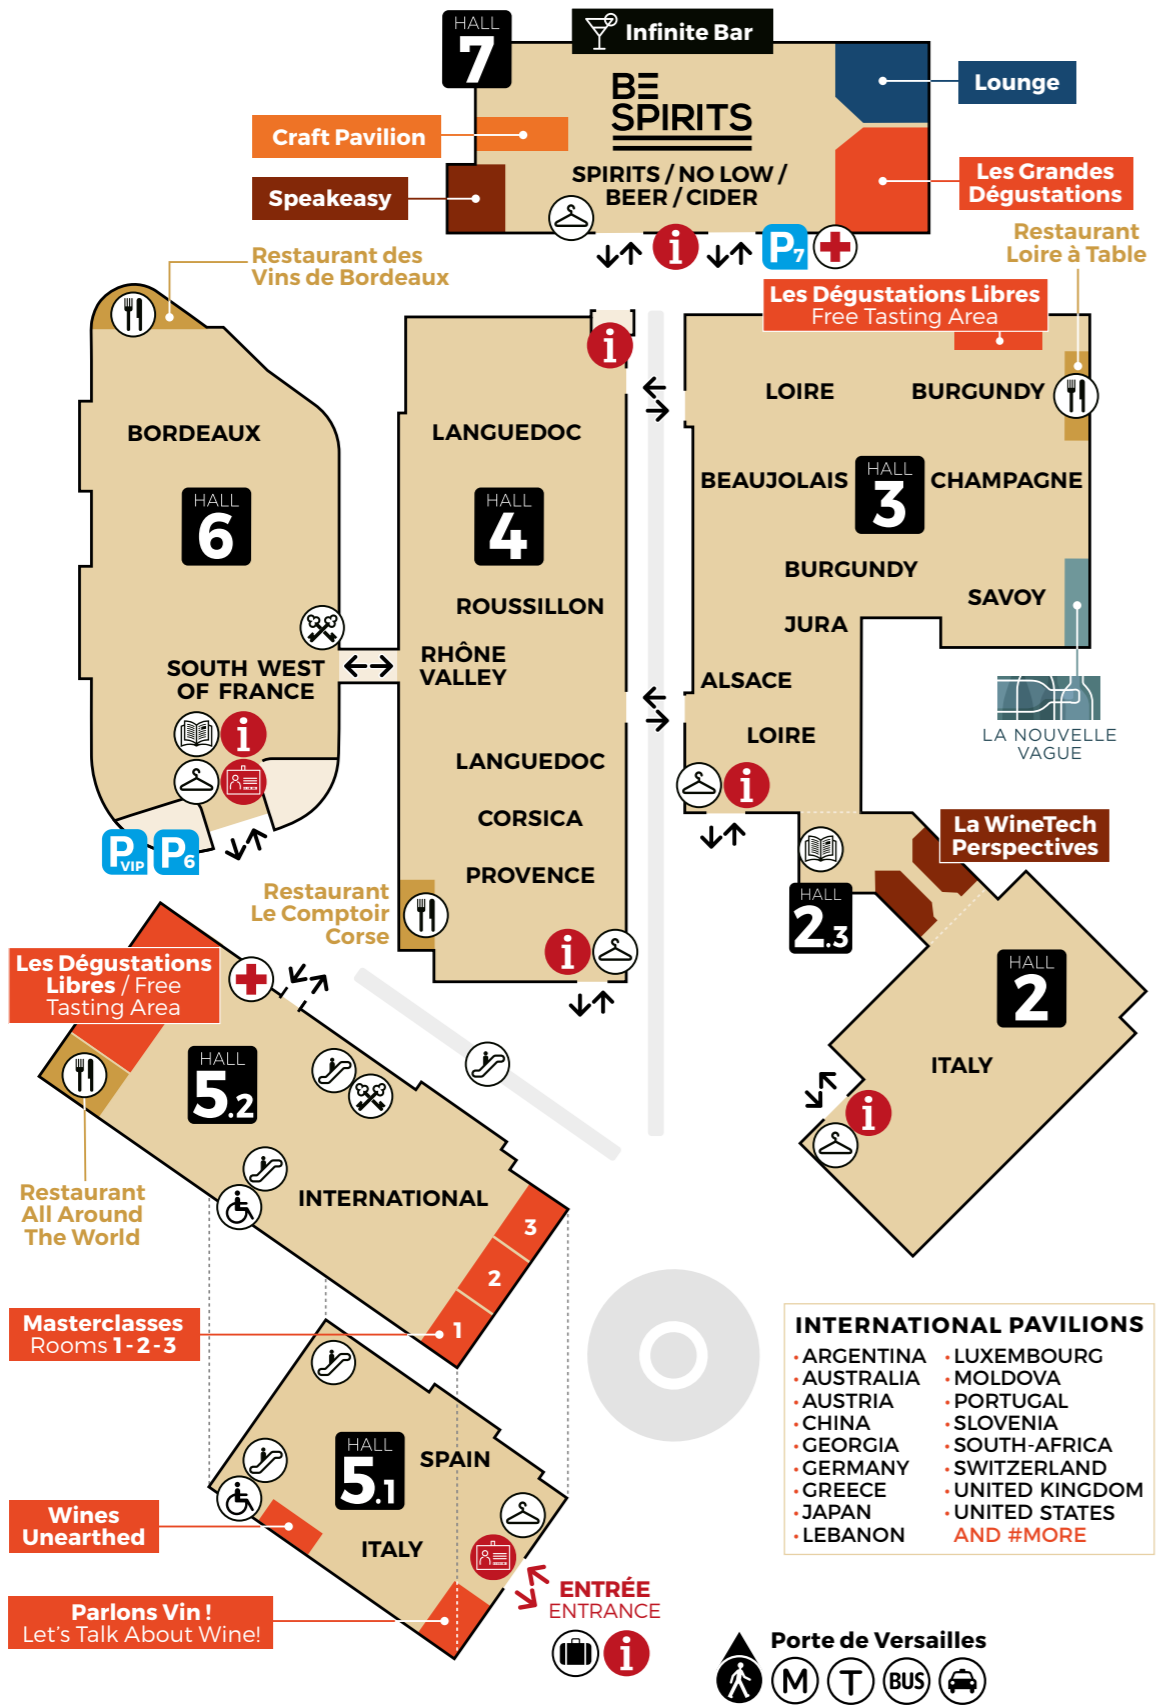 HALL
7
Infinite Bar
BE
SPIRITS
Lounge
Craft Pavilion
Speakeasy
SPIRITS / NO LOW /
BEER / CIDER
Les Grandes
Dégustations
i
P7
Restaurant des
Vins de Bordeaux
Restaurant
Loire à Table
Les Dégustations Libres
Free Tasting Area
i
BORDEAUX
HALL
6
SOUTH WEST
OF FRANCE
i
P VIP
P6
LANGUEDOC
HALL
4
ROUSSILLON
RHÔNE
VALLEY
LANGUEDOC
CORSICA
PROVENCE
Restaurant
Le Comptoir
Corse
i
LOIRE
BURGUNDY
BEAUJOLAIS
HALL
3
CHAMPAGNE
BURGUNDY
SAVOY
JURA
ALSACE
LOIRE
LA NOUVELLE
VAGUE
i
La WineTech
Perspectives
HALL
2.3
HALL
2
ITALY
i
Les Dégustations
Libres / Free
Tasting Area
HALL
5.2
INTERNATIONAL
Restaurant
All Around
The World
3
2
1
Masterclasses
Rooms 1 - 2 - 3
HALL
5.1
SPAIN
ITALY
Wines
Unearthed
Parlons Vin !
Let's Talk About Wine!
ENTRÉE
ENTRANCE
i
INTERNATIONAL PAVILIONS
• ARGENTINA
• AUSTRALIA
• AUSTRIA
• CHINA
• GEORGIA
• GERMANY
• GREECE
• JAPAN
• LEBANON
• LUXEMBOURG
• MOLDOVA
• PORTUGAL
• SLOVENIA
• SOUTH-AFRICA
• SWITZERLAND
• UNITED KINGDOM
• UNITED STATES
AND #MORE
Porte de Versailles
M
T
BUS